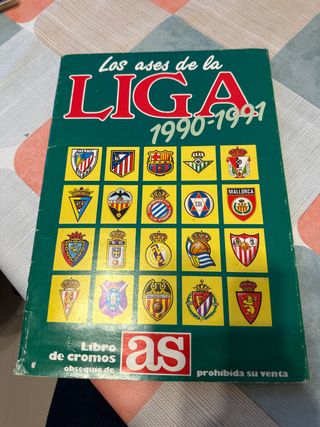 Los ases de la
LIGA
1990-1991
MALLORCA
Libro
de cromos
obsequio de
as
prohibida su venta